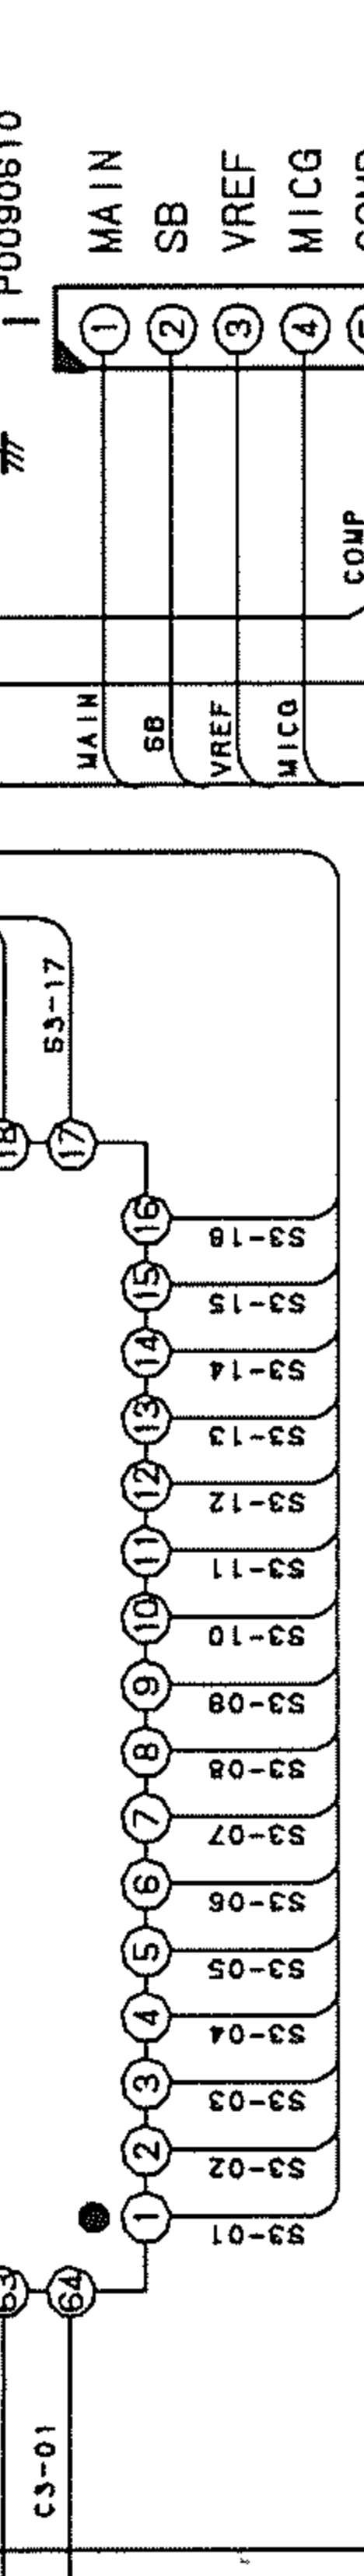 P0090610
1
MAIN
SB
VREF
MICG
1
2
3
4
COMP
MAIN
SB
VREF
MICG
S3-17
18
17
16
S3-16
15
S3-15
14
S3-14
13
S3-13
12
S3-12
11
S3-11
10
S3-10
9
S3-09
8
S3-08
7
S3-07
6
S3-06
5
S3-05
4
S3-04
3
S3-03
2
S3-02
1
S3-01
63
64
C3-01